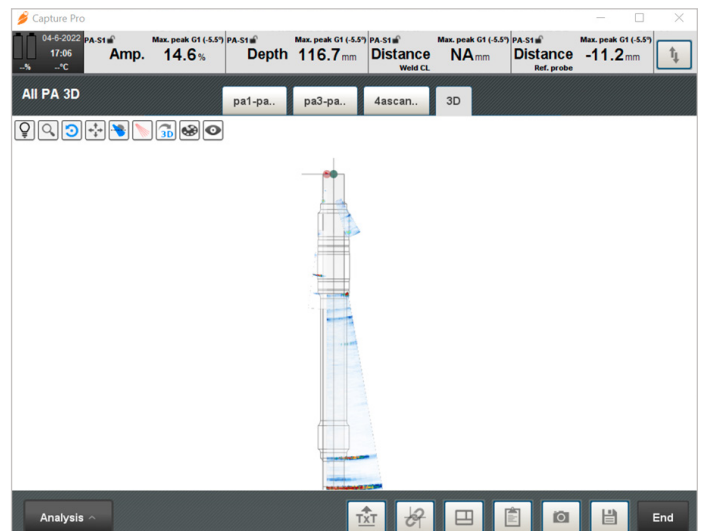 Capture Pro
04-6-2022
17:06
--%
--°C
PA-S1 Max. peak G1 (-5.5°)
Amp. 14.6%
PA-S1 Max. peak G1 (-5.5°)
Depth 116.7mm
PA-S1 Max. peak G1 (-5.5°)
Distance NAmm
Weld CL
PA-S1 Max. peak G1 (-5.5°)
Distance -11.2mm
Ref. probe
All PA 3D
pa1-pa..
pa3-pa..
4ascan..
3D
3D
Analysis
TXT
End